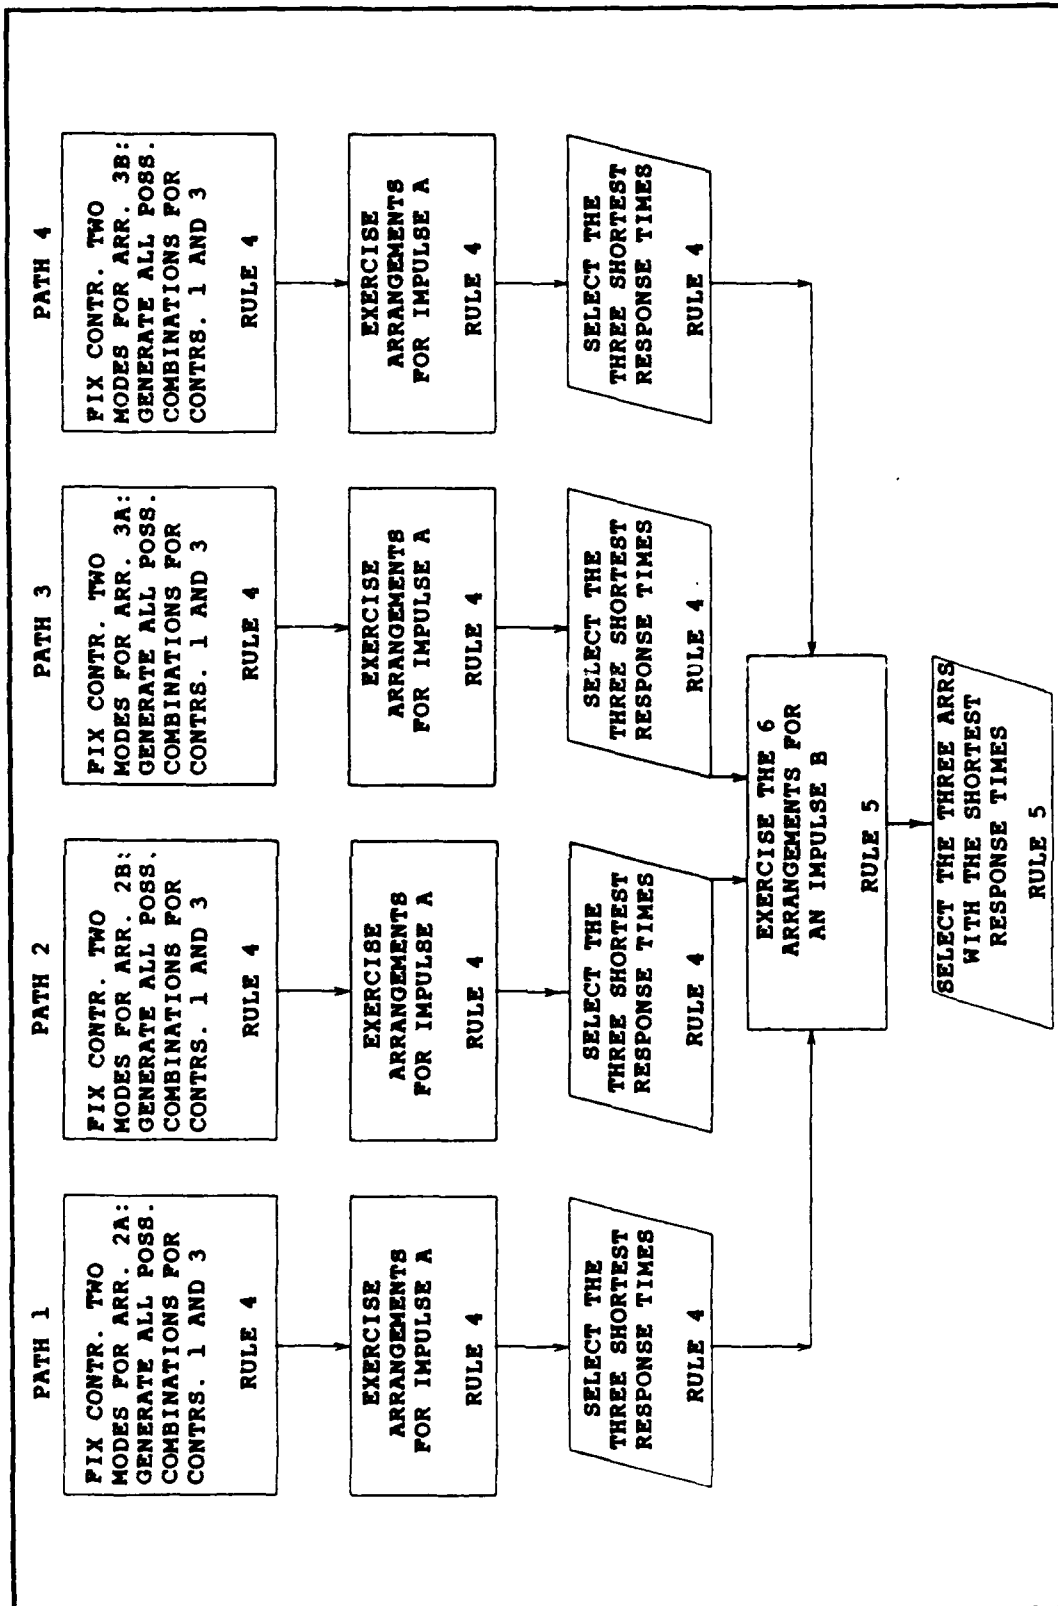 PATH 1
FIX CONTR. TWO
MODES FOR ARR. 2A:
GENERATE ALL POSS.
COMBINATIONS FOR
CONTRS. 1 AND 3
RULE 4
EXERCISE
ARRANGEMENTS
FOR IMPULSE A
RULE 4
SELECT THE
THREE SHORTEST
RESPONSE TIMES
RULE 4
PATH 2
FIX CONTR. TWO
MODES FOR ARR. 2B:
GENERATE ALL POSS.
COMBINATIONS FOR
CONTRS. 1 AND 3
RULE 4
EXERCISE
ARRANGEMENTS
FOR IMPULSE A
RULE 4
SELECT THE
THREE SHORTEST
RESPONSE TIMES
RULE 4
PATH 3
FIX CONTR. TWO
MODES FOR ARR. 3A:
GENERATE ALL POSS.
COMBINATIONS FOR
CONTRS. 1 AND 3
RULE 4
EXERCISE
ARRANGEMENTS
FOR IMPULSE A
RULE 4
SELECT THE
THREE SHORTEST
RESPONSE TIMES
RULE 4
PATH 4
FIX CONTR. TWO
MODES FOR ARR. 3B:
GENERATE ALL POSS.
COMBINATIONS FOR
CONTRS. 1 AND 3
RULE 4
EXERCISE
ARRANGEMENTS
FOR IMPULSE A
RULE 4
SELECT THE
THREE SHORTEST
RESPONSE TIMES
RULE 4
EXERCISE THE 6
ARRANGEMENTS FOR
AN IMPULSE B
RULE 5
SELECT THE THREE ARRS
WITH THE SHORTEST
RESPONSE TIMES
RULE 5